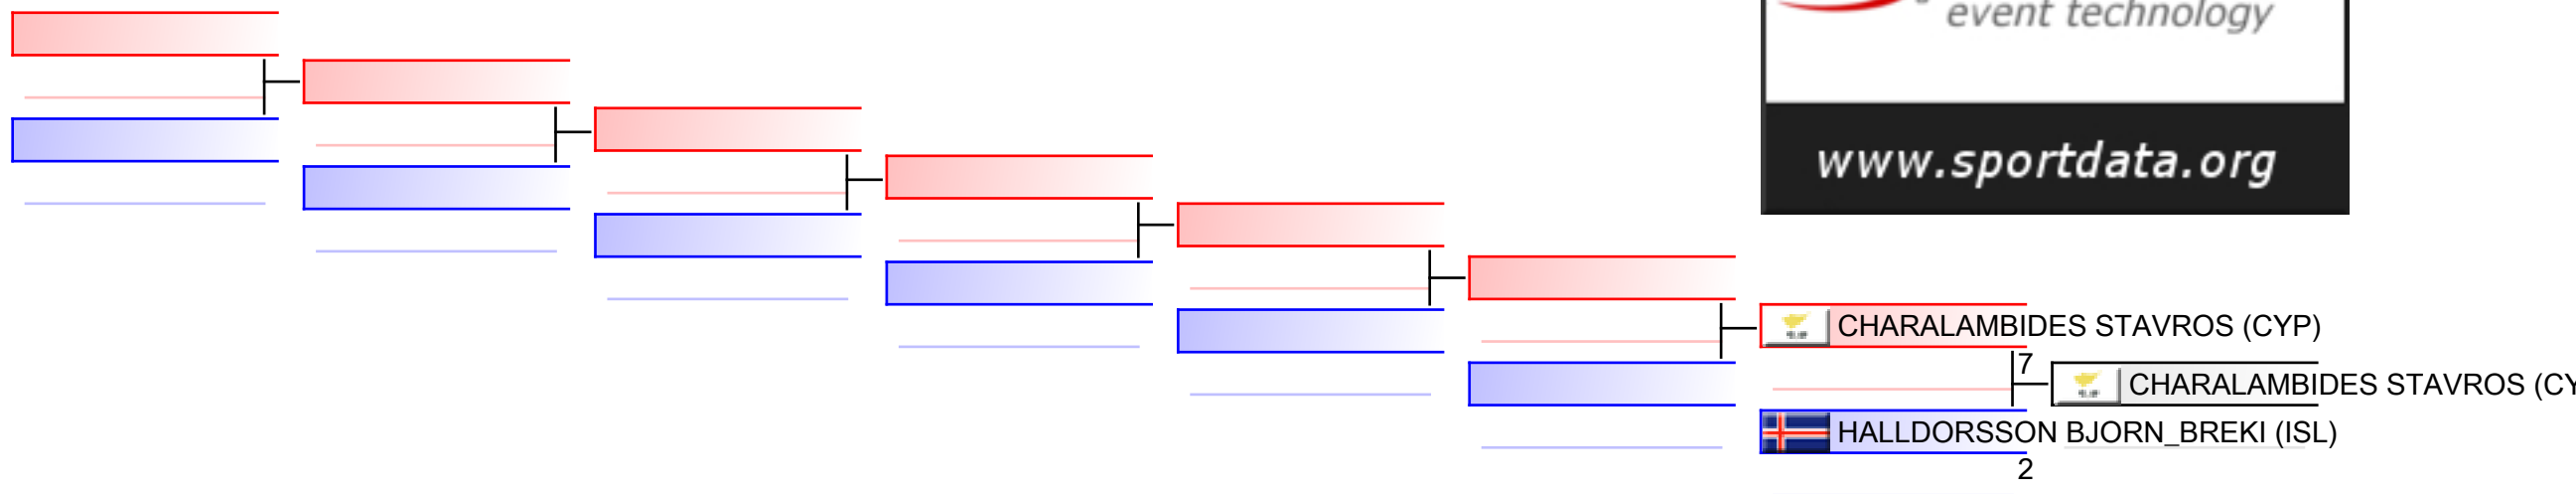 event technology
www.sportdata.org
CHARALAMBIDES STAVROS (CYP)
7
CHARALAMBIDES STAVROS (CY
HALLDORSSON BJORN_BREKI (ISL)
2